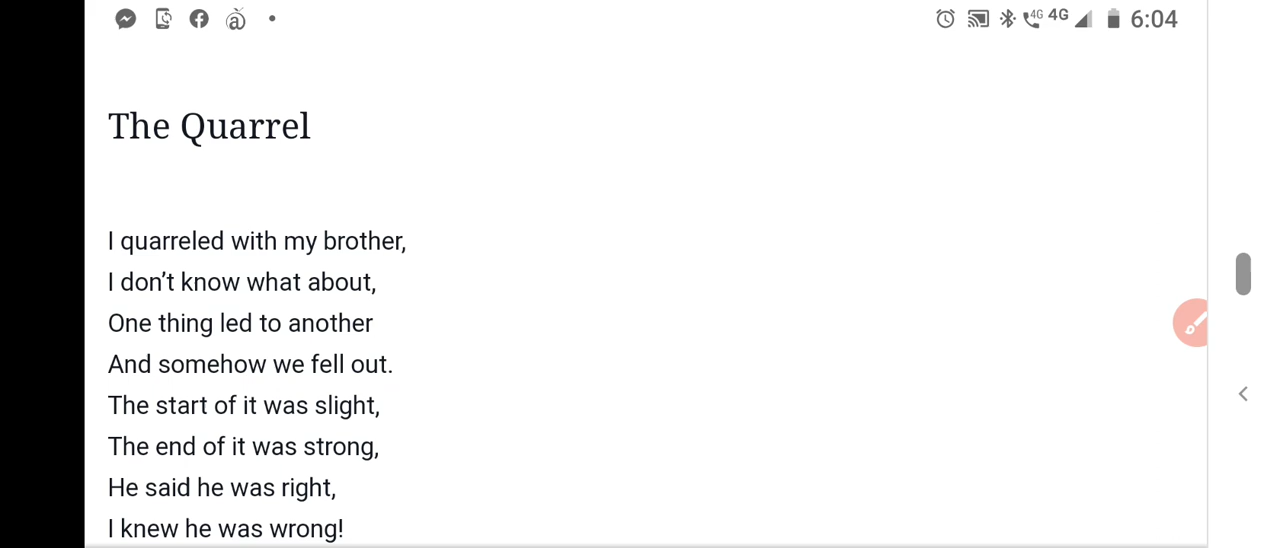 4G 4G 6:04
The Quarrel
I quarreled with my brother,
I don’t know what about,
One thing led to another
And somehow we fell out.
The start of it was slight,
The end of it was strong,
He said he was right,
I knew he was wrong!